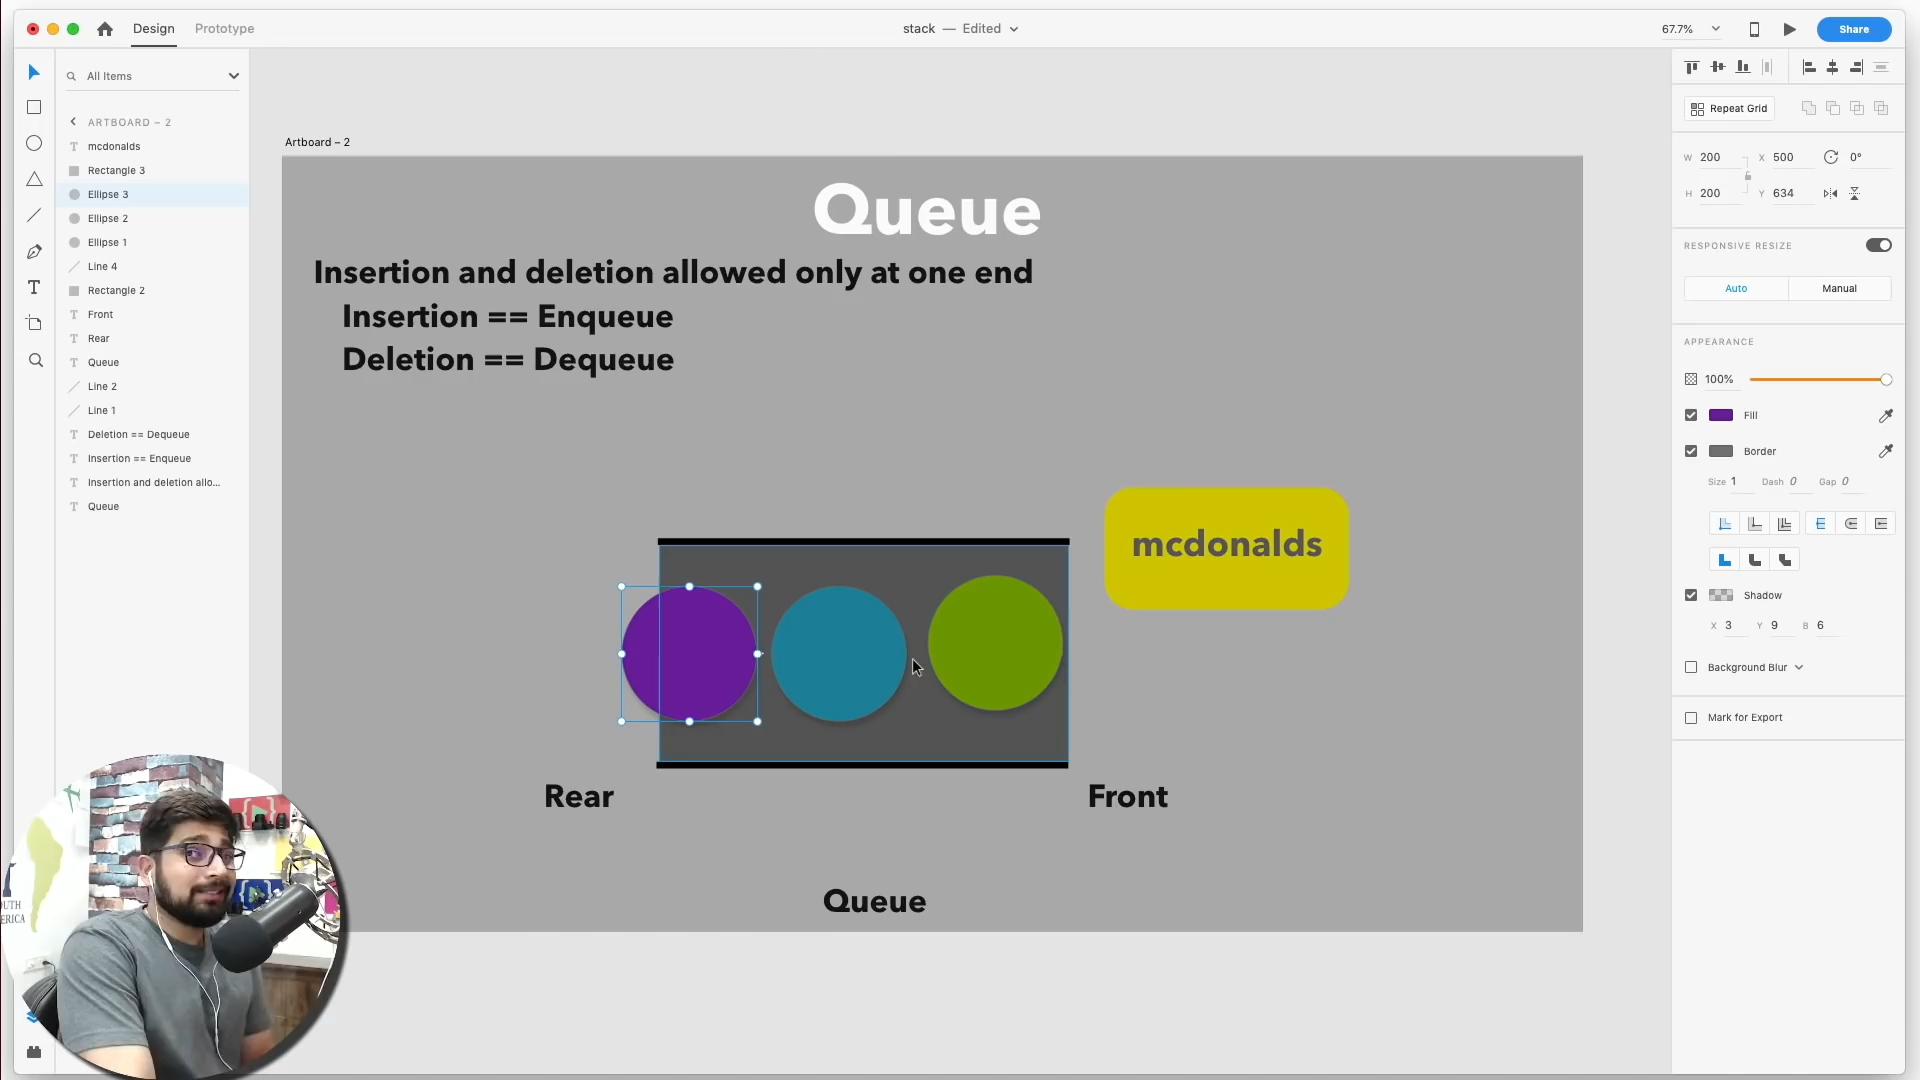 Design
Prototype
stack — Edited
67.7%
Share
All Items
ARTBOARD – 2
mcdonalds
Rectangle 3
Ellipse 3
Ellipse 2
Ellipse 1
Line 4
Rectangle 2
Front
Rear
Queue
Line 2
Line 1
Deletion == Dequeue
Insertion == Enqueue
Insertion and deletion allo...
Queue
Artboard – 2
Queue
Insertion and deletion allowed only at one end
Insertion == Enqueue
Deletion == Dequeue
mcdonalds
Rear
Front
Queue
Repeat Grid
W 200 X 500 0°
H 200 Y 634
RESPONSIVE RESIZE
Auto Manual
APPEARANCE
100%
Fill
Border
Size 1 Dash 0 Gap 0
Shadow
X 3 Y 9 B 6
Background Blur
Mark for Export